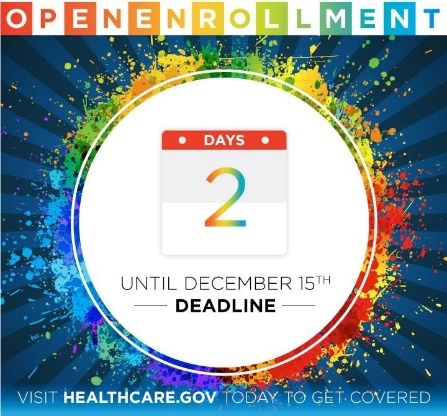 OPENENROLLMENT
DAYS
2
UNTIL DECEMBER 15TH
DEADLINE
VISIT HEALTHCARE.GOV TODAY TO GET COVERED